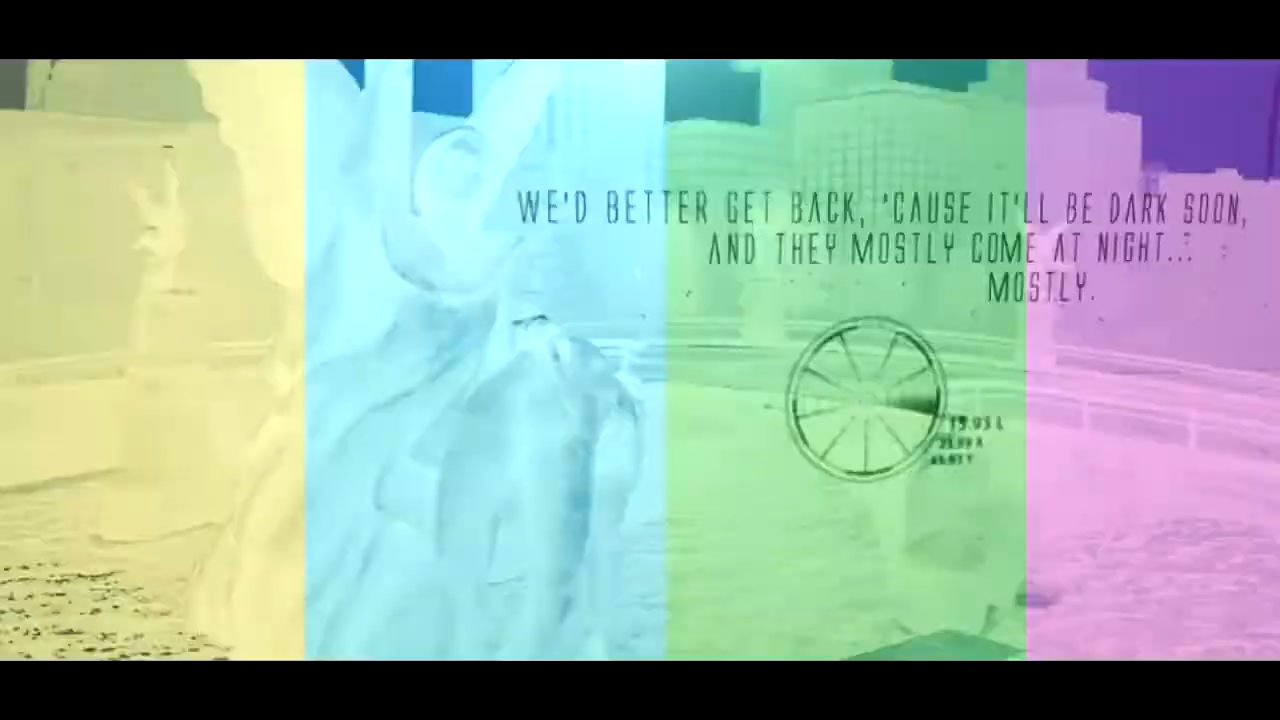 WE'D BETTER GET BACK, 'CAUSE IT'LL BE DARK SOON,
AND THEY MOSTLY COME AT NIGHT...
MOSTLY.